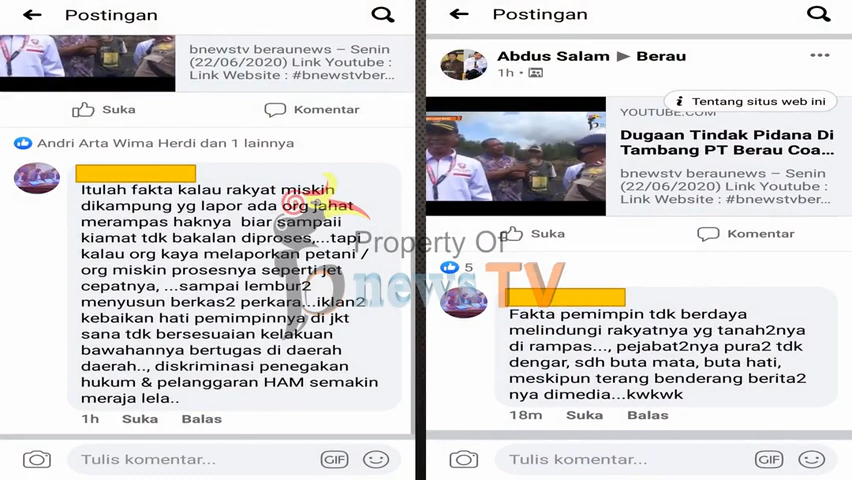 Postingan
bnewstv beraunews – Senin
(22/06/2020) Link Youtube :
Link Website : #bnewstvber...
Suka
Komentar
Andri Arta Wima Herdi dan 1 lainnya
Itulah fakta kalau rakyat miskin
dikampung yg lapor ada org jahat
merampas haknya biar sampaii
kiamat tdk bakalan diproses,...tapi
kalau org kaya melaporkan petani /
org miskin prosesnya seperti jet
cepatnya, ...sampai lembur2
menyusun berkas2 perkara...iklan2
kebaikan hati pemimpinnya di jkt
sana tdk bersesuaian kelakuan
bawahannya bertugas di daerah
daerah.., diskriminasi penegakan
hukum & pelanggaran HAM semakin
meraja lela..
1h Suka Balas
Tulis komentar...
GIF
Postingan
Abdus Salam ▶ Berau
1h
Tentang situs web ini
YOUTUBE.COM
Dugaan Tindak Pidana Di
Tambang PT Berau Coa...
bnewstv beraunews – Senin
(22/06/2020) Link Youtube :
Link Website : #bnewstvber...
Suka
Komentar
5
Fakta pemimpin tdk berdaya
melindungi rakyatnya yg tanah2nya
di rampas..., pejabat2nya pura2 tdk
dengar, sdh buta mata, buta hati,
meskipun terang benderang berita2
nya dimedia...kwkwk
18m Suka Balas
Tulis komentar...
GIF
Property Of
bnewsTV